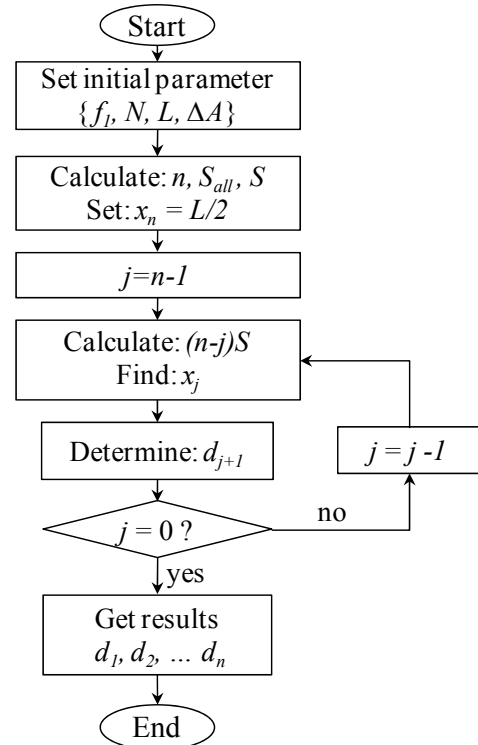 Start
Set initial parameter
{f₁, N, L, ΔA}
Calculate: n, Sₐₗₗ, S
Set: xₙ = L/2
j=n-1
Calculate: (n-j)S
Find: xⱼ
Determine: dⱼ₊₁
j = j -1
j = 0 ?
no
yes
Get results
d₁, d₂, ... dₙ
End